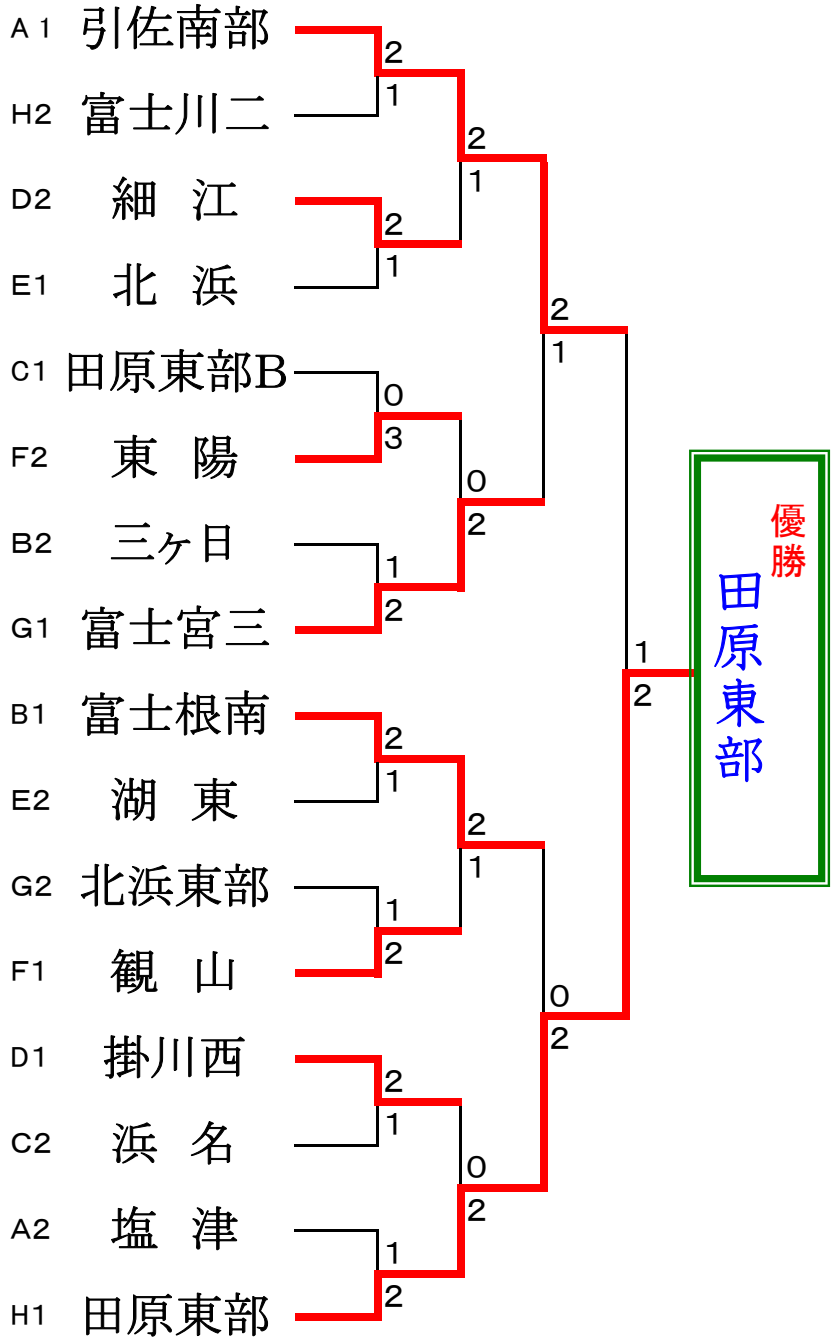 A1 引佐南部
2
1
H2 富士川二
2
1
D2 細江
2
1
E1 北浜
2
1
C1 田原東部B
0
3
F2 東陽
0
2
B2 三ヶ日
1
2
G1 富士宮三
優勝
田原東部
1
2
B1 富士根南
2
1
E2 湖東
2
1
G2 北浜東部
1
2
F1 観山
0
2
D1 掛川西
2
1
C2 浜名
0
2
A2 塩津
1
2
H1 田原東部